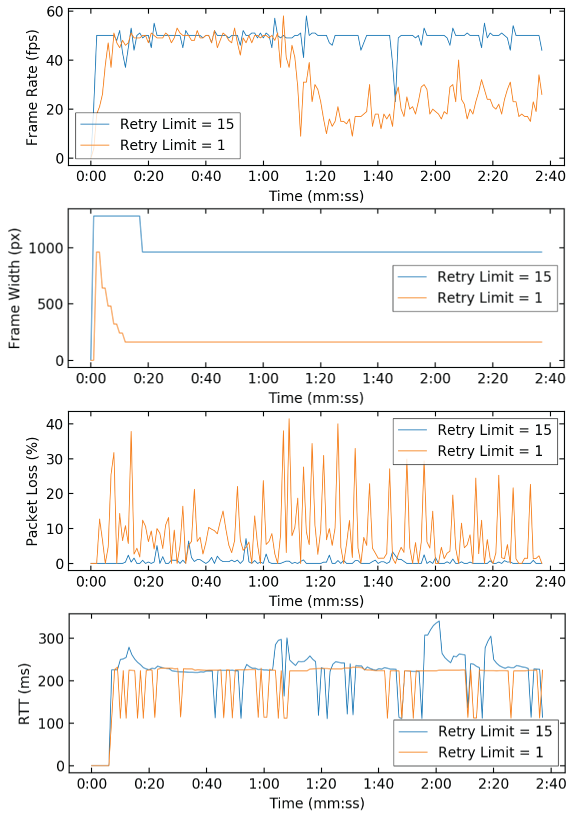 60
40
20
0
Frame Rate (fps)
Retry Limit = 15
Retry Limit = 1
0:00 0:20 0:40 1:00 1:20 1:40 2:00 2:20 2:40
Time (mm:ss)
1000
500
0
Frame Width (px)
Retry Limit = 15
Retry Limit = 1
0:00 0:20 0:40 1:00 1:20 1:40 2:00 2:20 2:40
Time (mm:ss)
40
30
20
10
0
Packet Loss (%)
Retry Limit = 15
Retry Limit = 1
0:00 0:20 0:40 1:00 1:20 1:40 2:00 2:20 2:40
Time (mm:ss)
300
200
100
0
RTT (ms)
Retry Limit = 15
Retry Limit = 1
0:00 0:20 0:40 1:00 1:20 1:40 2:00 2:20 2:40
Time (mm:ss)